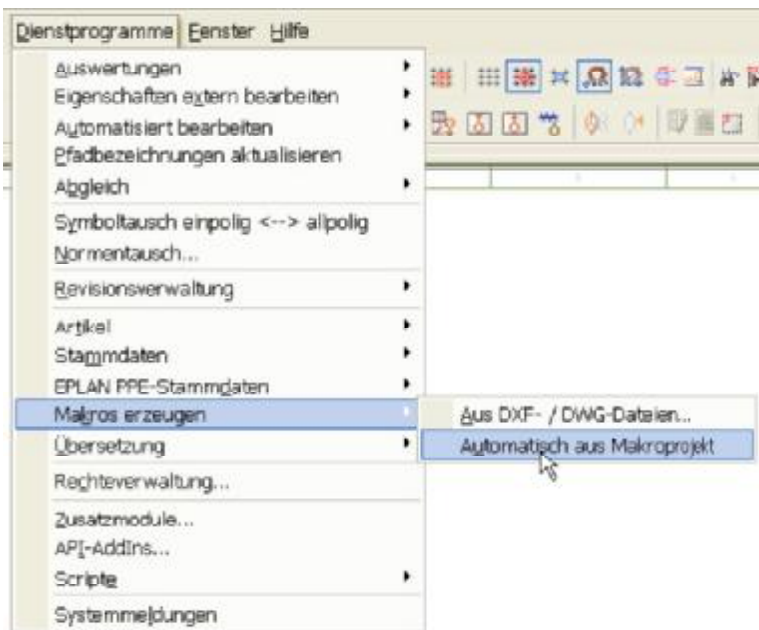 Dienstprogramme Fenster Hilfe
Auswertungen
Eigenschaften extern bearbeiten
Automatisiert bearbeiten
Pfadbezeichnungen aktualisieren
Abgleich
Symboltausch einpolig <--> allpolig
Normentausch...
Revisionsverwaltung
Artikel
Stammdaten
EPLAN PPE-Stammdaten
Makros erzeugen
Aus DXF- / DWG-Dateien...
Übersetzung
Automatisch aus Makroprojekt
Rechteverwaltung...
Zusatzmodule...
API-AddIns...
Scripte
Systemmeldungen